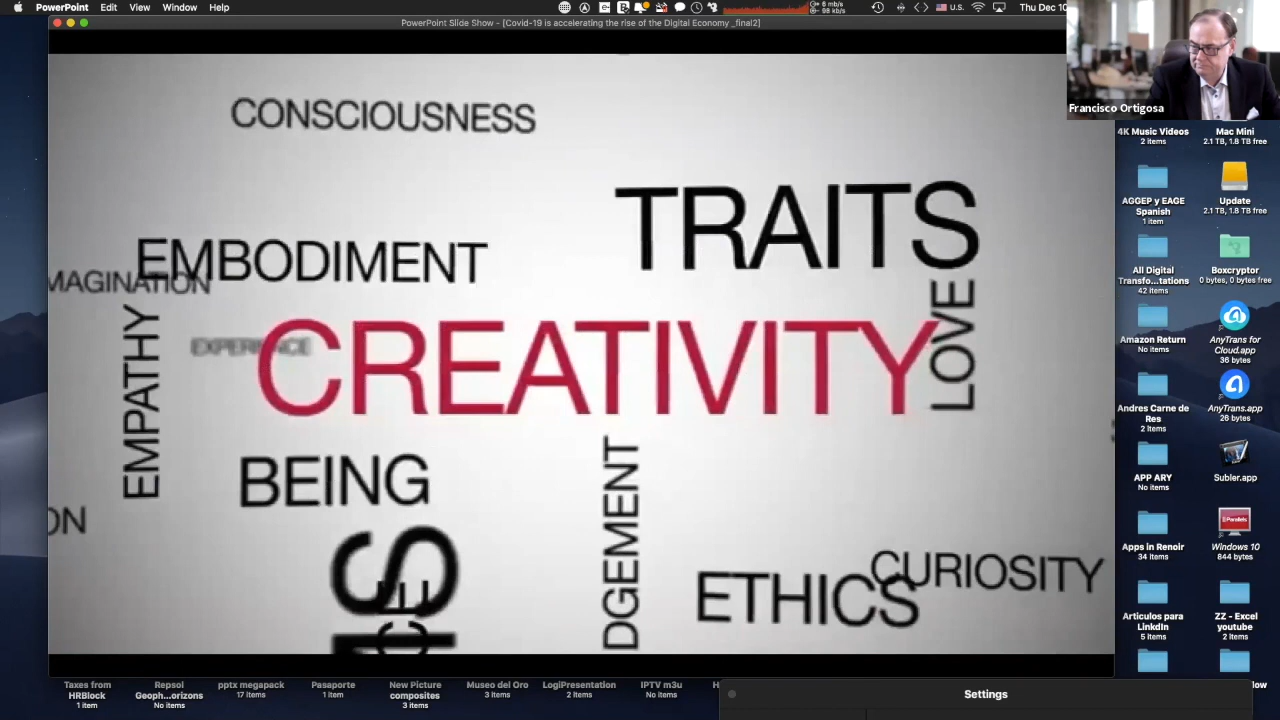 PowerPoint Edit View Window Help
6 mb/s
98 kb/s
U.S.
Thu Dec 10
PowerPoint Slide Show - [Covid-19 is accelerating the rise of the Digital Economy _final2]
Francisco Ortigosa
CONSCIOUSNESS
TRAITS
EMBODIMENT
MAGINATION
LOVE
EXPERIENCE
CREATIVITY
EMPATHY
BEING
DGEMENT
ON
CURIOSITY
ETHICS
4K Music Videos
2 items
Mac Mini
2.1 TB, 1.8 TB free
AGGEP y EAGE
Spanish
1 item
Update
2.1 TB, 1.8 TB free
All Digital
Transfo...tations
42 items
Boxcryptor
0 bytes, 0 bytes free
Amazon Return
No items
AnyTrans for
Cloud.app
36 bytes
Andres Carne de
Res
2 items
AnyTrans.app
26 bytes
APP ARY
No items
Subler.app
Apps in Renoir
34 items
Parallels
Windows 10
844 bytes
Articulos para
LinkdIn
5 items
ZZ - Excel
youtube
2 items
Taxes from
HRBlock
1 item
Repsol
Geoph...orizons
No items
pptx megapack
17 items
Pasaporte
1 item
New Picture
composites
3 items
Museo del Oro
3 items
LogiPresentation
2 items
IPTV m3u
No items
H
low
Settings